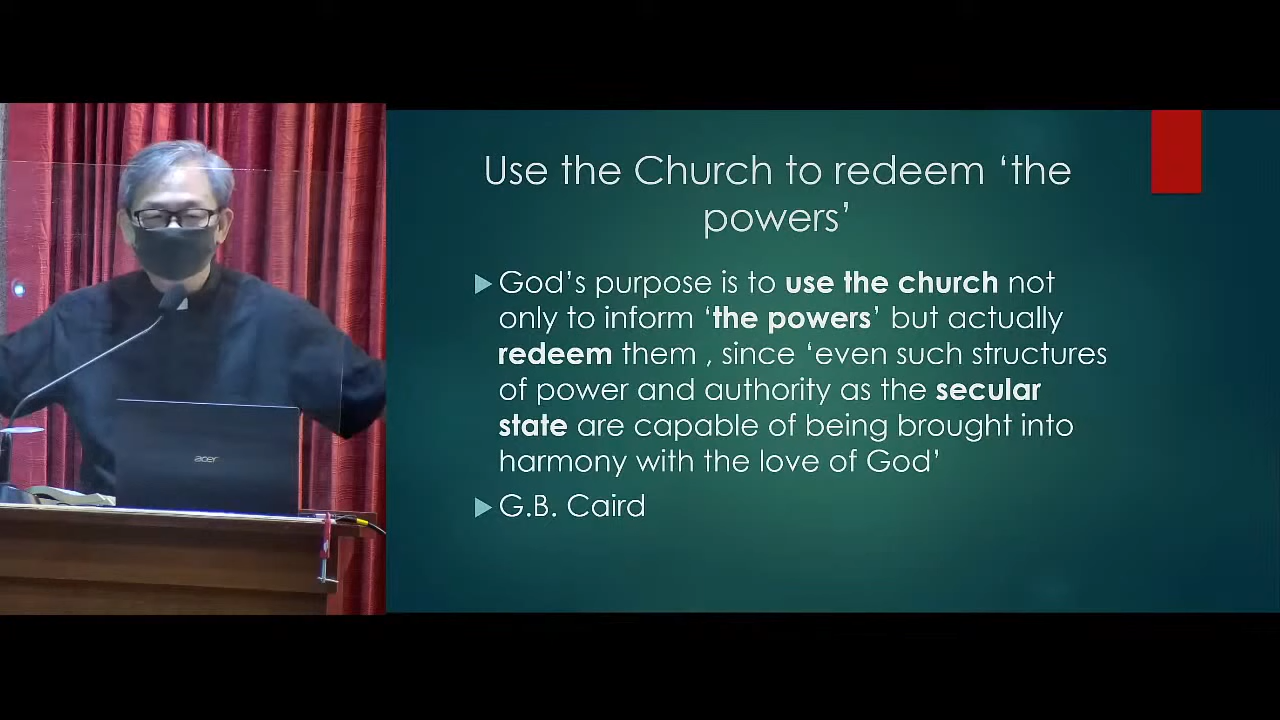 Use the Church to redeem ‘the
powers’
God’s purpose is to use the church not
only to inform ‘the powers’ but actually
redeem them , since ‘even such structures
of power and authority as the secular
state are capable of being brought into
harmony with the love of God’
G.B. Caird
acer